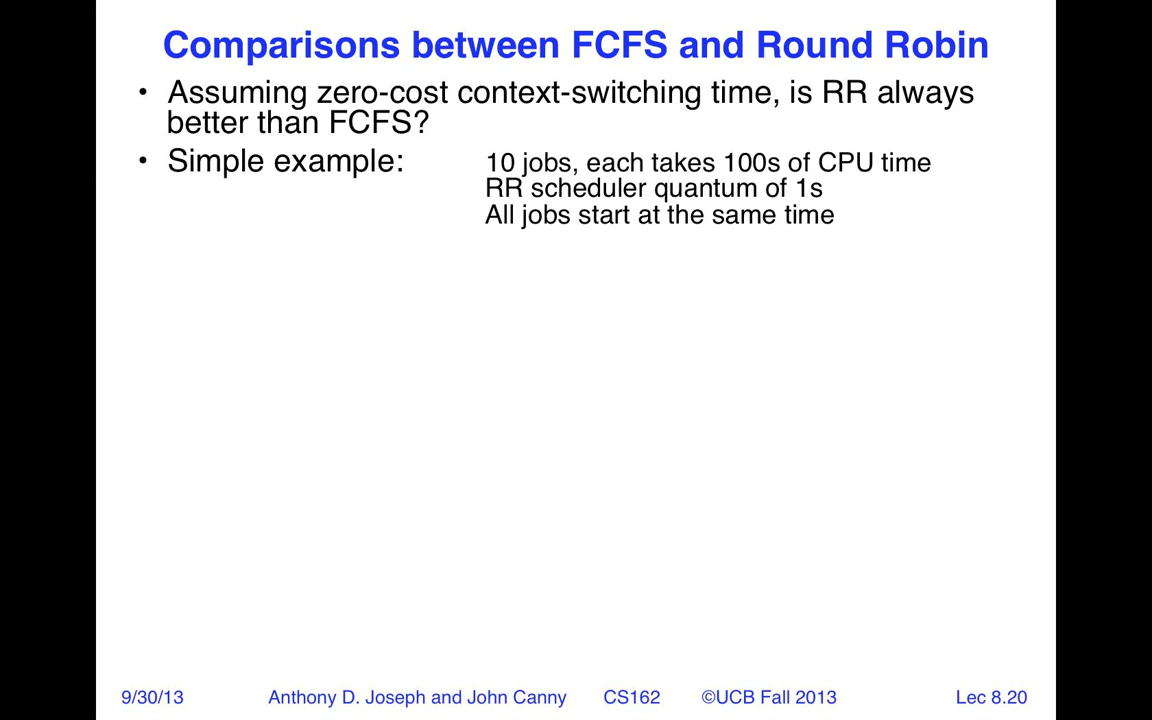 Comparisons between FCFS and Round Robin
• Assuming zero-cost context-switching time, is RR always
better than FCFS?
• Simple example: 10 jobs, each takes 100s of CPU time
RR scheduler quantum of 1s
All jobs start at the same time
9/30/13 Anthony D. Joseph and John Canny CS162 ©UCB Fall 2013 Lec 8.20